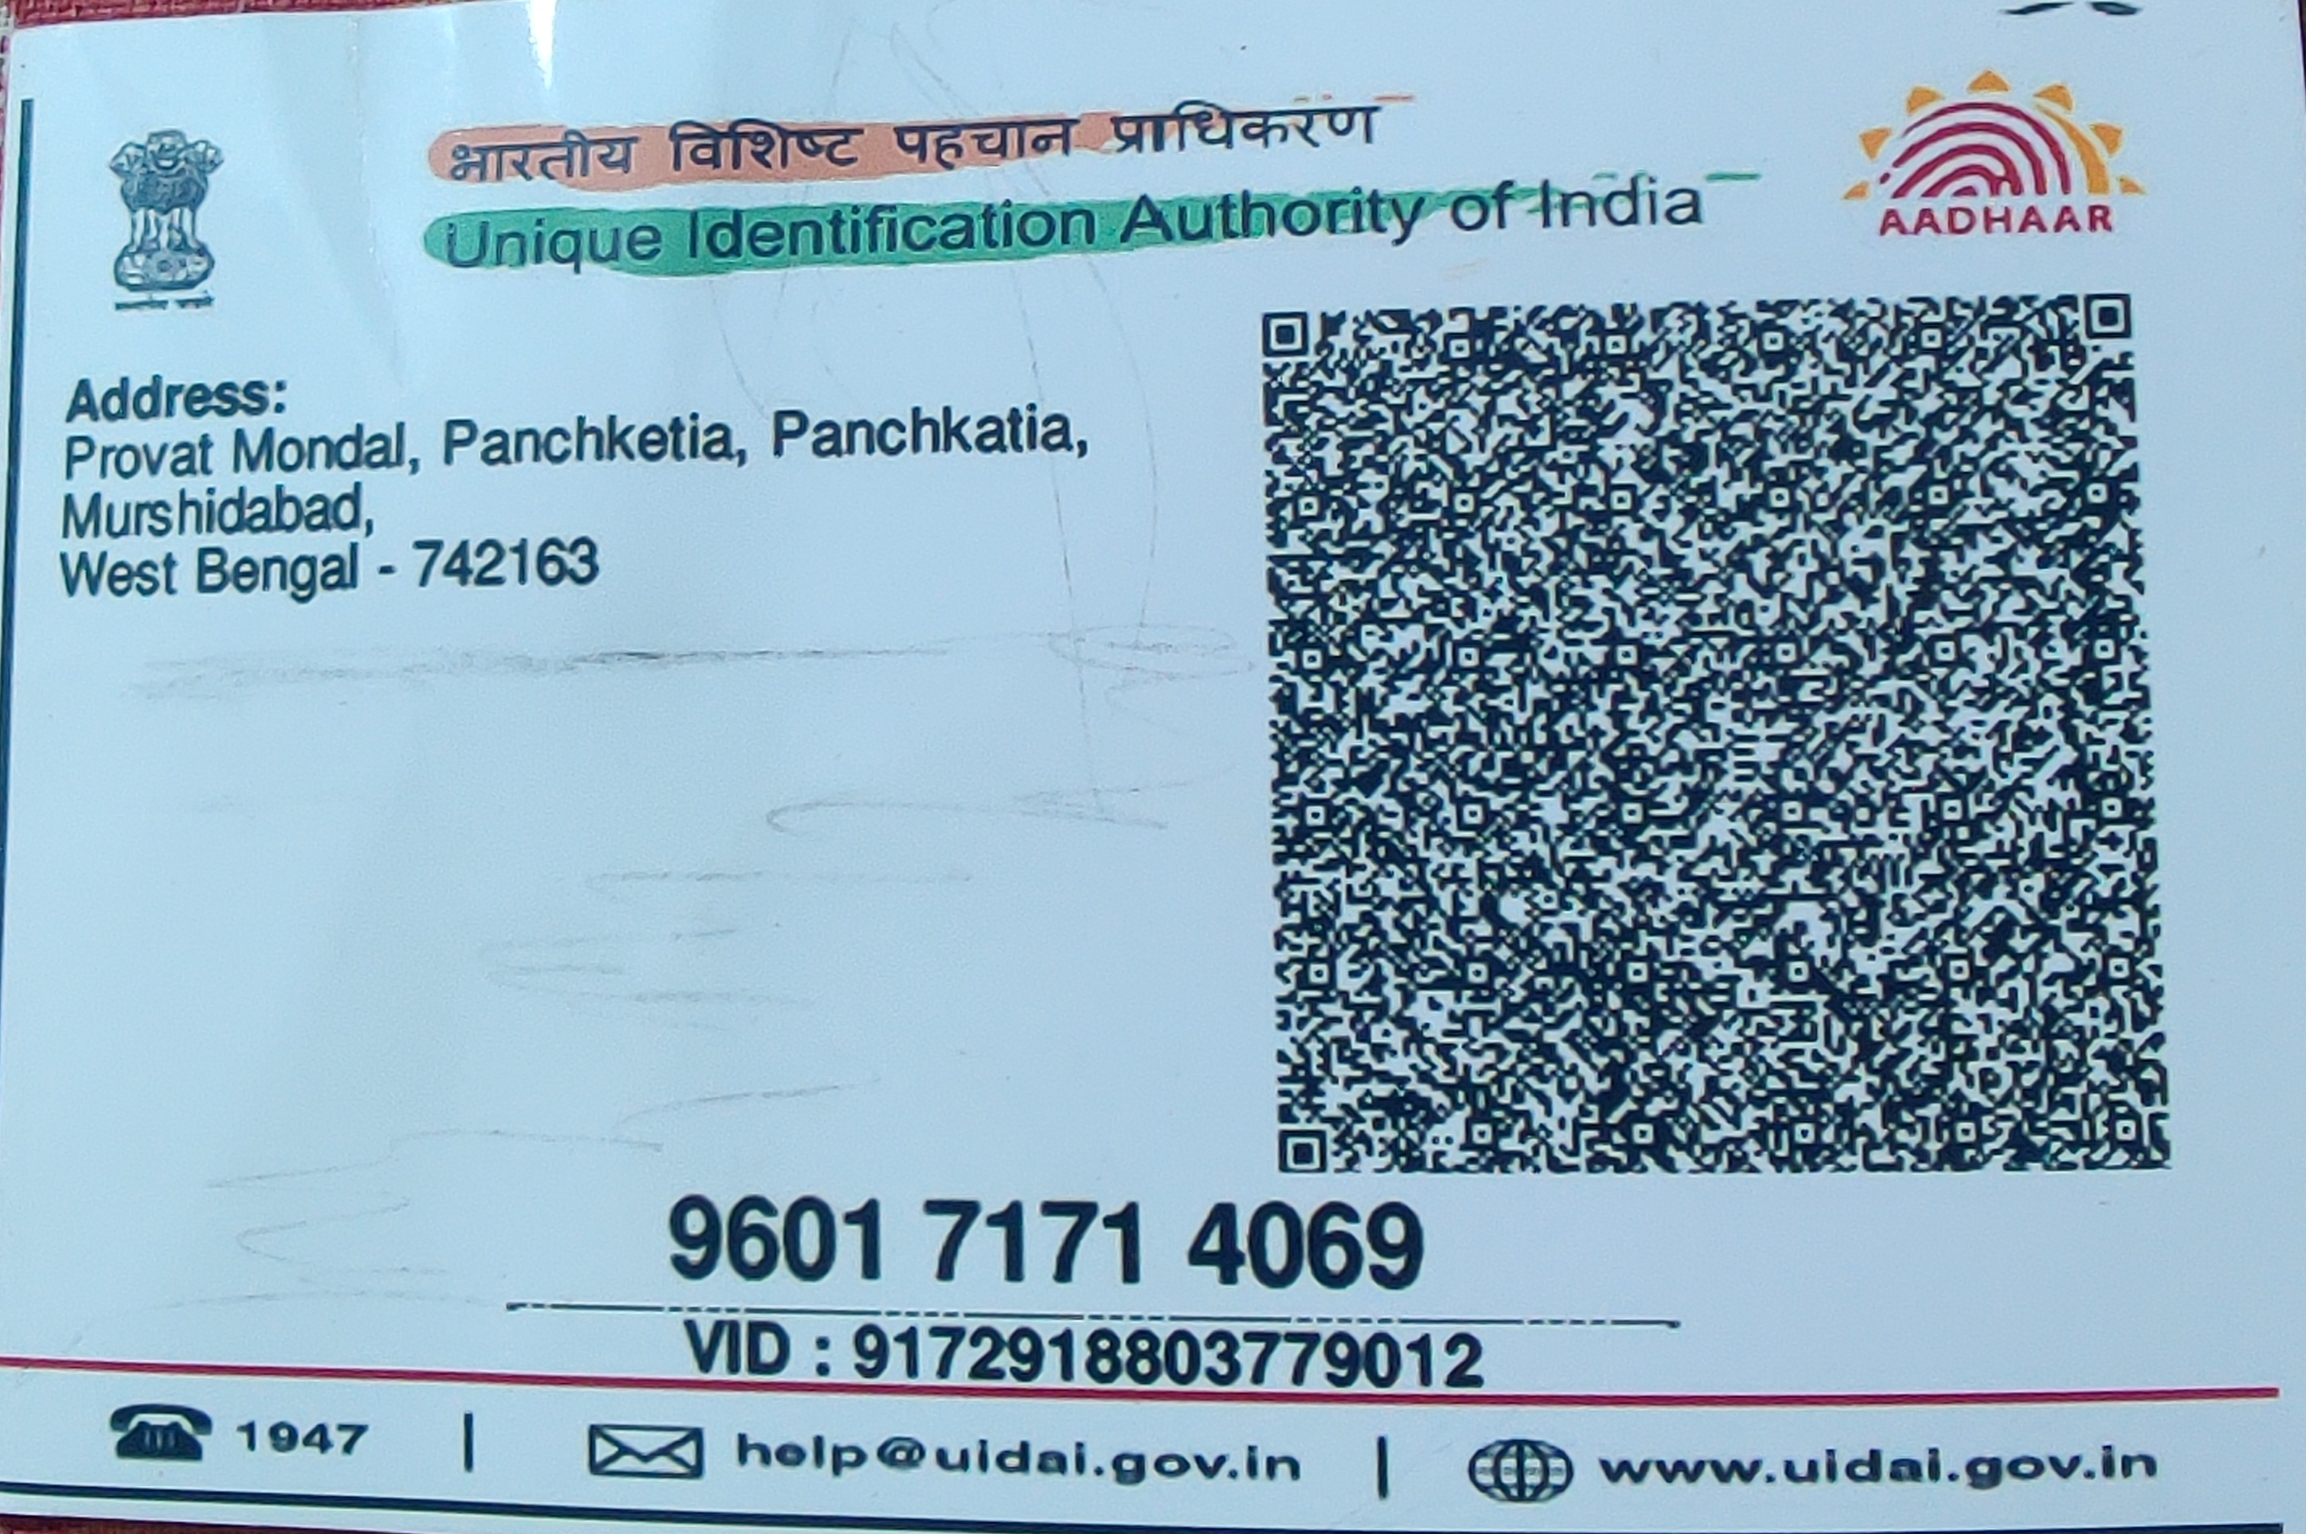 भारतीय विशिष्ट पहचान प्राधिकरण
Unique Identification Authority of India
AADHAAR
Address:
Provat Mondal, Panchketia, Panchkatia,
Murshidabad,
West Bengal - 742163
9601 7171 4069
VID : 9172918803779012
1947 | help@uidai.gov.in | www.uidai.gov.in